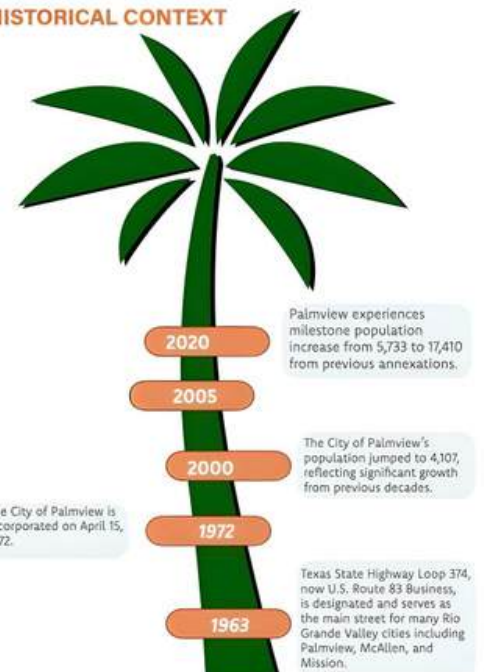 HISTORICAL CONTEXT
2020
Palmview experiences
milestone population
increase from 5,733 to 17,410
from previous annexations.
2005
2000
The City of Palmview's
population jumped to 4,107,
reflecting significant growth
from previous decades.
1972
e City of Palmview is
corporated on April 15,
72.
1963
Texas State Highway Loop 374,
now U.S. Route 83 Business,
is designated and serves as
the main street for many Rio
Grande Valley cities including
Palmview, McAllen, and
Mission.